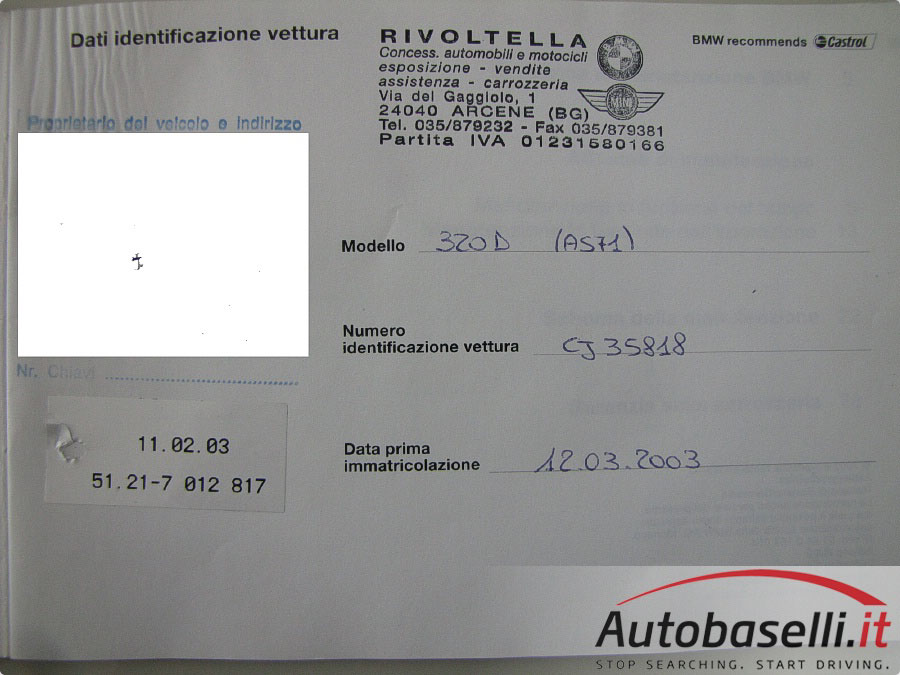 Dati identificazione vettura
RIVOLTELLA
Concess. automobili e motocicli
esposizione - vendite
assistenza - carrozzeria
Via del Gaggiolo, 1
24040 ARCENE (BG)
Tel. 035/879232 - Fax 035/879381
Partita IVA 01231580166
MINI
BMW recommends Castrol
Proprietario del veicolo e indirizzo
Modello 320D (AS71)
Numero
identificazione vettura CJ35818
Nr. Chiavi
11.02.03
51.21-7 012 817
Data prima
immatricolazione 12.03.2003
Autobaselli.it
STOP SEARCHING. START DRIVING.